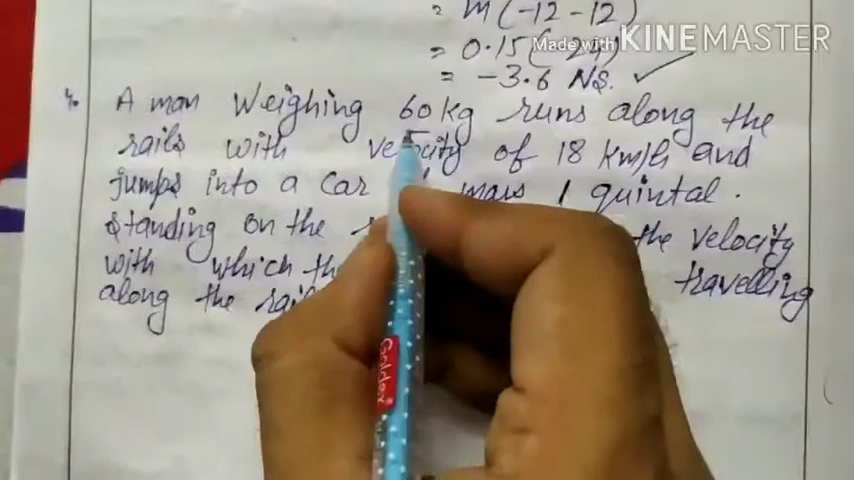 = m(-12-12)
= 0.15(-24) Made with KINEMASTER
= -3.6 NS. ✓
4. A man weighing 60 kg runs along the
rails with velocity of 18 km/h and
jumps into a car mass 1 quintal.
standing on the the velocity
with which travelling
along the
Goldex